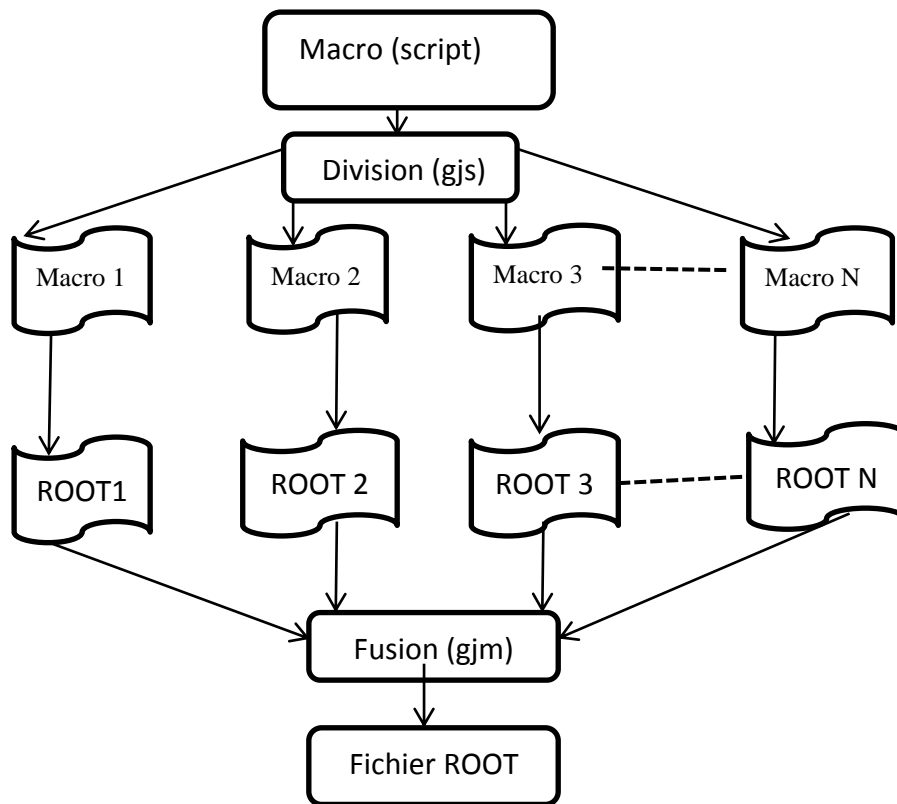 Macro (script)
Division (gjs)
Macro 1
Macro 2
Macro 3
Macro N
ROOT1
ROOT 2
ROOT 3
ROOT N
Fusion (gjm)
Fichier ROOT